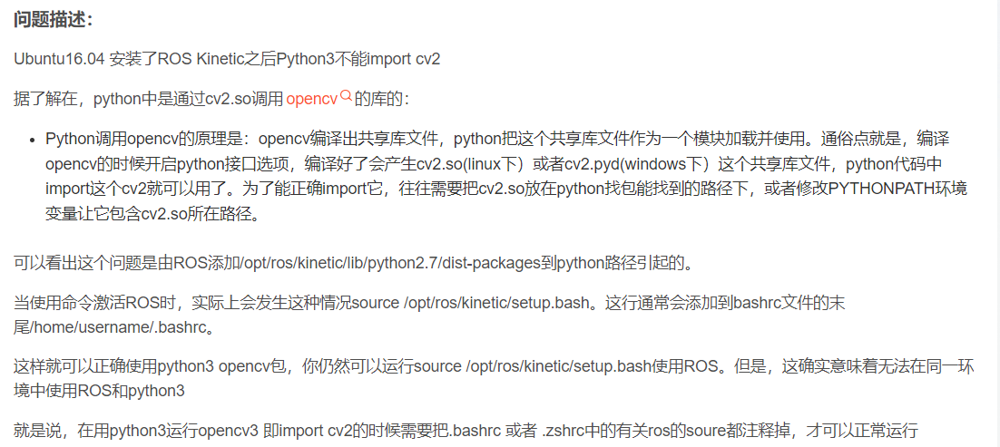 问题描述：
Ubuntu16.04 安装了ROS Kinetic之后Python3不能import cv2
据了解在，python中是通过cv2.so调用opencv的库的：
• Python调用opencv的原理是：opencv编译出共享库文件，python把这个共享库文件作为一个模块加载并使用。通俗点就是，编译
opencv的时候开启python接口选项，编译好了会产生cv2.so(linux下）或者cv2.pyd(windows下）这个共享库文件，python代码中
import这个cv2就可以用了。为了能正确import它，往往需要把cv2.so放在python找包能找到的路径下，或者修改PYTHONPATH环境
变量让它包含cv2.so所在路径。
可以看出这个问题是由ROS添加/opt/ros/kinetic/lib/python2.7/dist-packages到python路径引起的。
当使用命令激活ROS时，实际上会发生这种情况source /opt/ros/kinetic/setup.bash。这行通常会添加到bashrc文件的末
尾/home/username/.bashrc。
这样就可以正确使用python3 opencv包，你仍然可以运行source /opt/ros/kinetic/setup.bash使用ROS。但是，这确实意味着无法在同一环
境中使用ROS和python3
就是说，在用python3运行opencv3 即import cv2的时候需要把.bashrc 或者 .zshrc中的有关ros的soure都注释掉，才可以正常运行